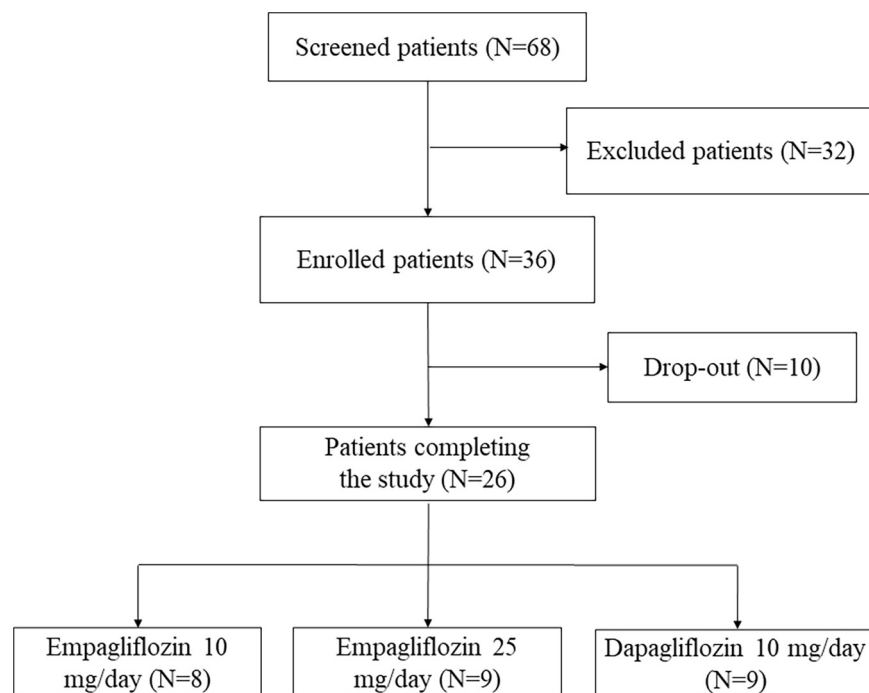 Screened patients (N=68)
Excluded patients (N=32)
Enrolled patients (N=36)
Drop-out (N=10)
Patients completing
the study (N=26)
Empagliflozin 10
mg/day (N=8)
Empagliflozin 25
mg/day (N=9)
Dapagliflozin 10 mg/day
(N=9)